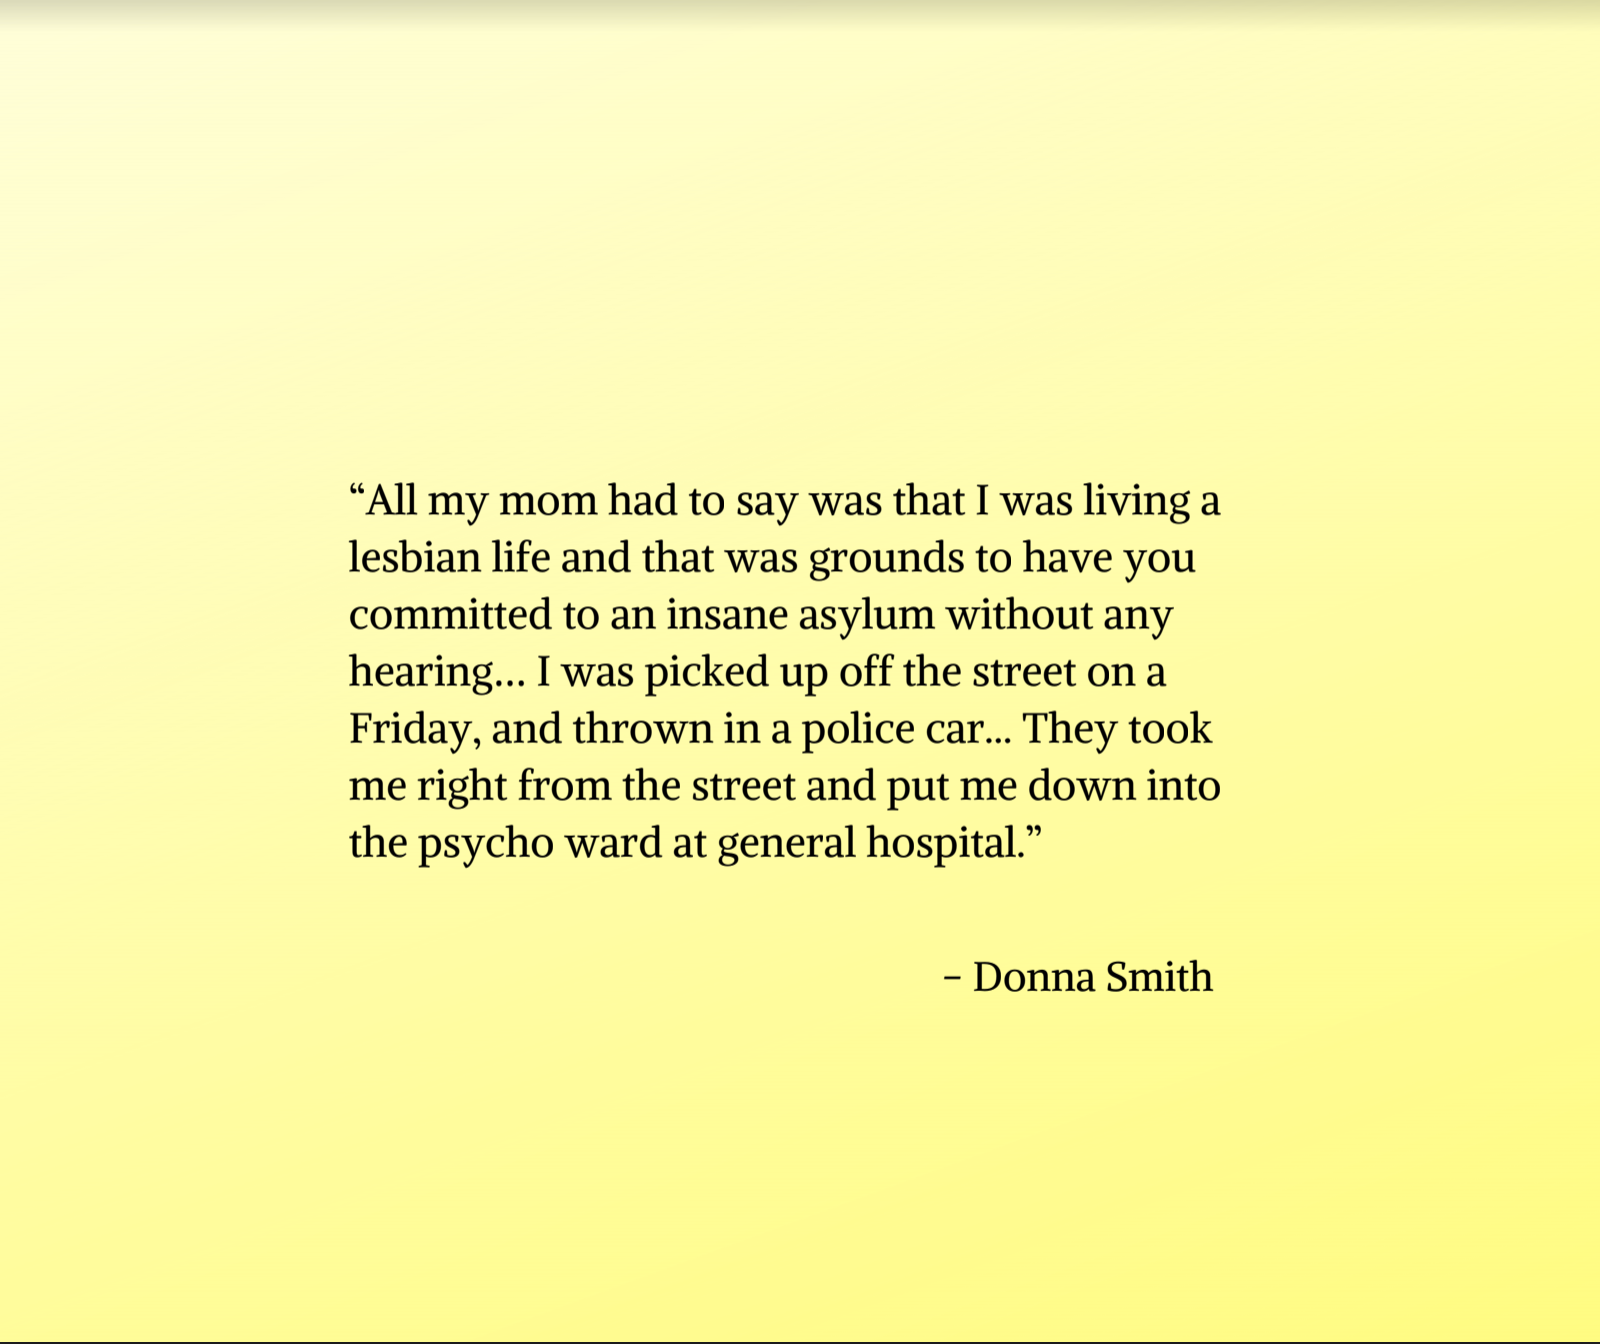 “All my mom had to say was that I was living a
lesbian life and that was grounds to have you
committed to an insane asylum without any
hearing... I was picked up off the street on a
Friday, and thrown in a police car... They took
me right from the street and put me down into
the psycho ward at general hospital.”
– Donna Smith